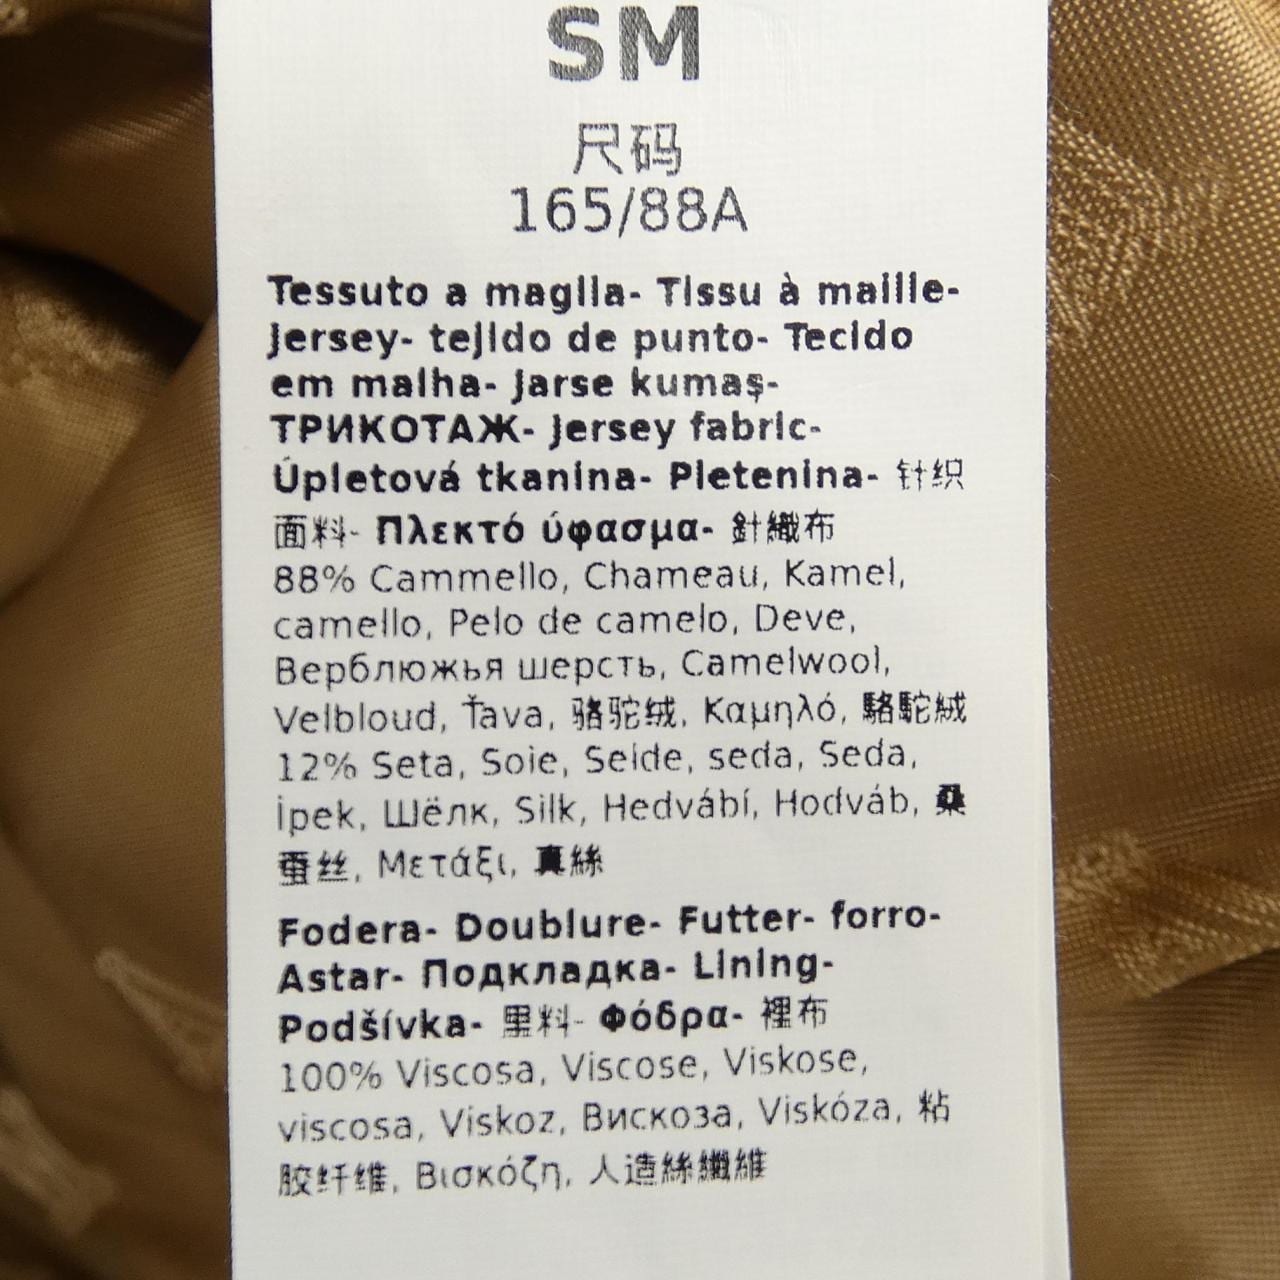 SM
尺码
165/88A
Tessuto a maglia- Tissu à maille-
Jersey- tejido de punto- Tecido
em malha- Jarse kumaş-
ТРИКОТАЖ- Jersey fabric-
Úpletová tkanina- Pletenina- 针织
面料- Πλεκτό ύφασμα- 針織布
88% Cammello, Chameau, Kamel,
camello, Pelo de camelo, Deve,
Верблюжья шерсть, Camelwool,
Velbloud, Ťava, 骆驼绒, Καμηλό, 駱駝絨
12% Seta, Soie, Seide, seda, Seda,
İpek, Шёлк, Silk, Hedvábí, Hodváb, 桑
蚕丝, Μετάξι, 真絲
Fodera- Doublure- Futter- forro-
Astar- Подкладка- Lining-
Podšívka- 里料- Φόδρα- 裡布
100% Viscosa, Viscose, Viskose,
viscosa, Viskoz, Вискоза, Viskóza, 粘
胶纤维, Βισκόζη, 人造絲纖維